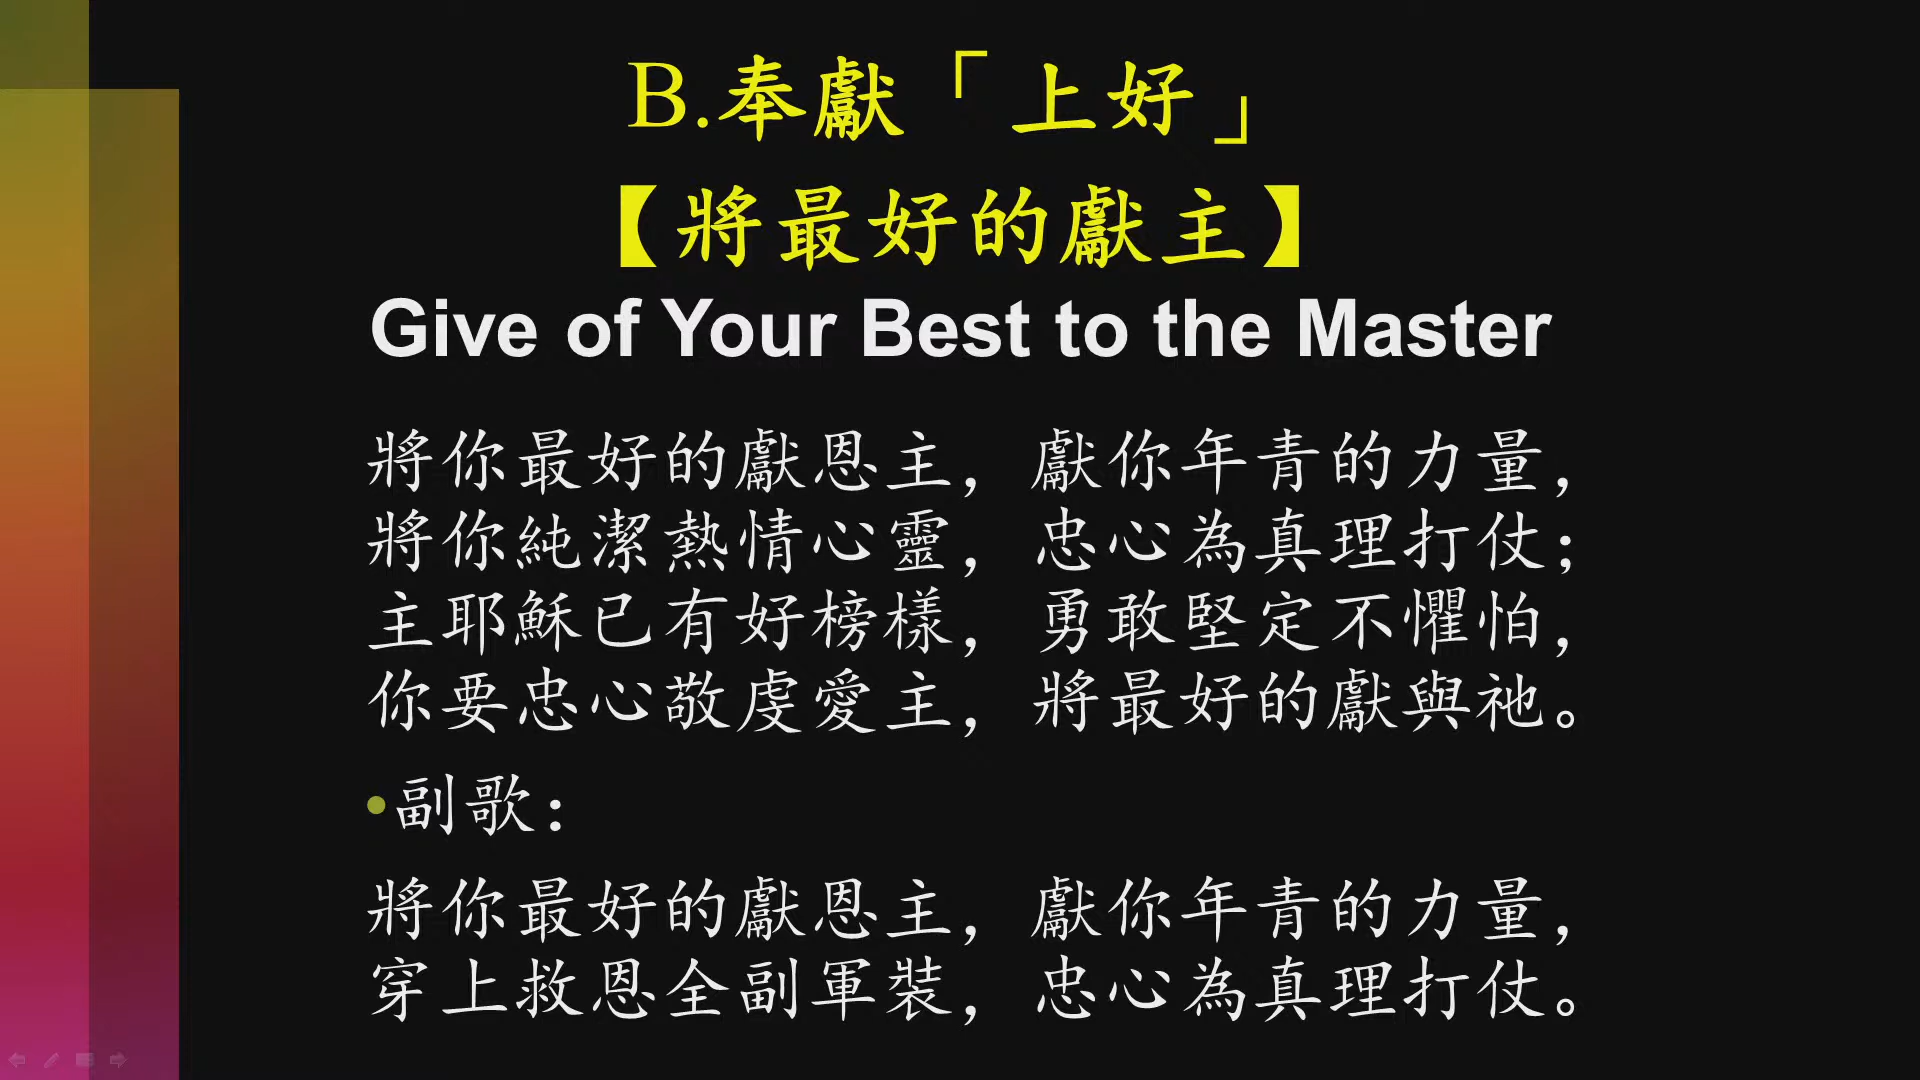 B.奉獻「上好」
【將最好的獻主】
Give of Your Best to the Master
將你最好的獻恩主，獻你年青的力量，
將你純潔熱情心靈，忠心為真理打仗；
主耶穌已有好榜樣，勇敢堅定不懼怕，
你要忠心敬虔愛主，將最好的獻與祂。
•副歌：
將你最好的獻恩主，獻你年青的力量，
穿上救恩全副軍裝，忠心為真理打仗。